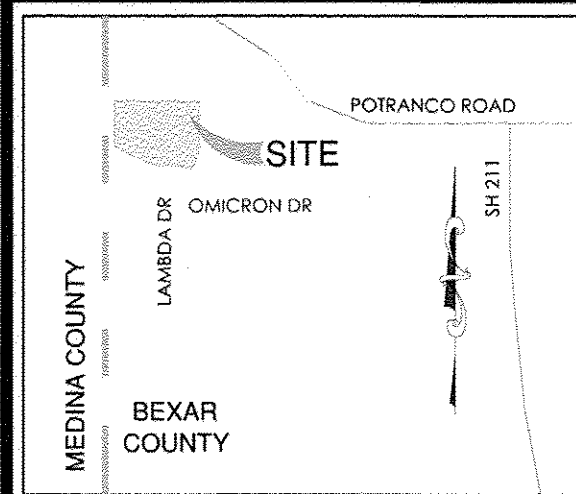 POTRANCO ROAD
SITE
SH 211
LAMBDA DR
OMICRON DR
MEDINA COUNTY
BEXAR
COUNTY